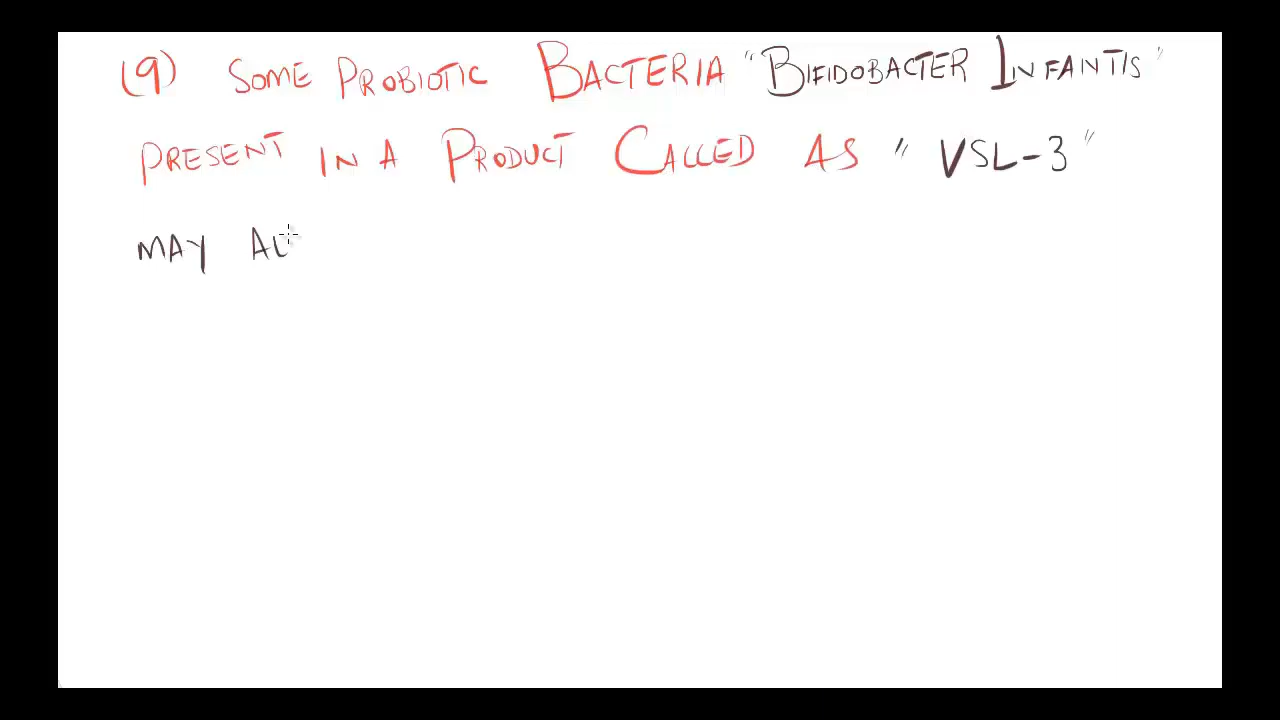 (9) SOME PROBIOTIC BACTERIA "BIFIDOBACTER INFANTIS"
PRESENT IN A PRODUCT CALLED AS "VSL-3"
MAY